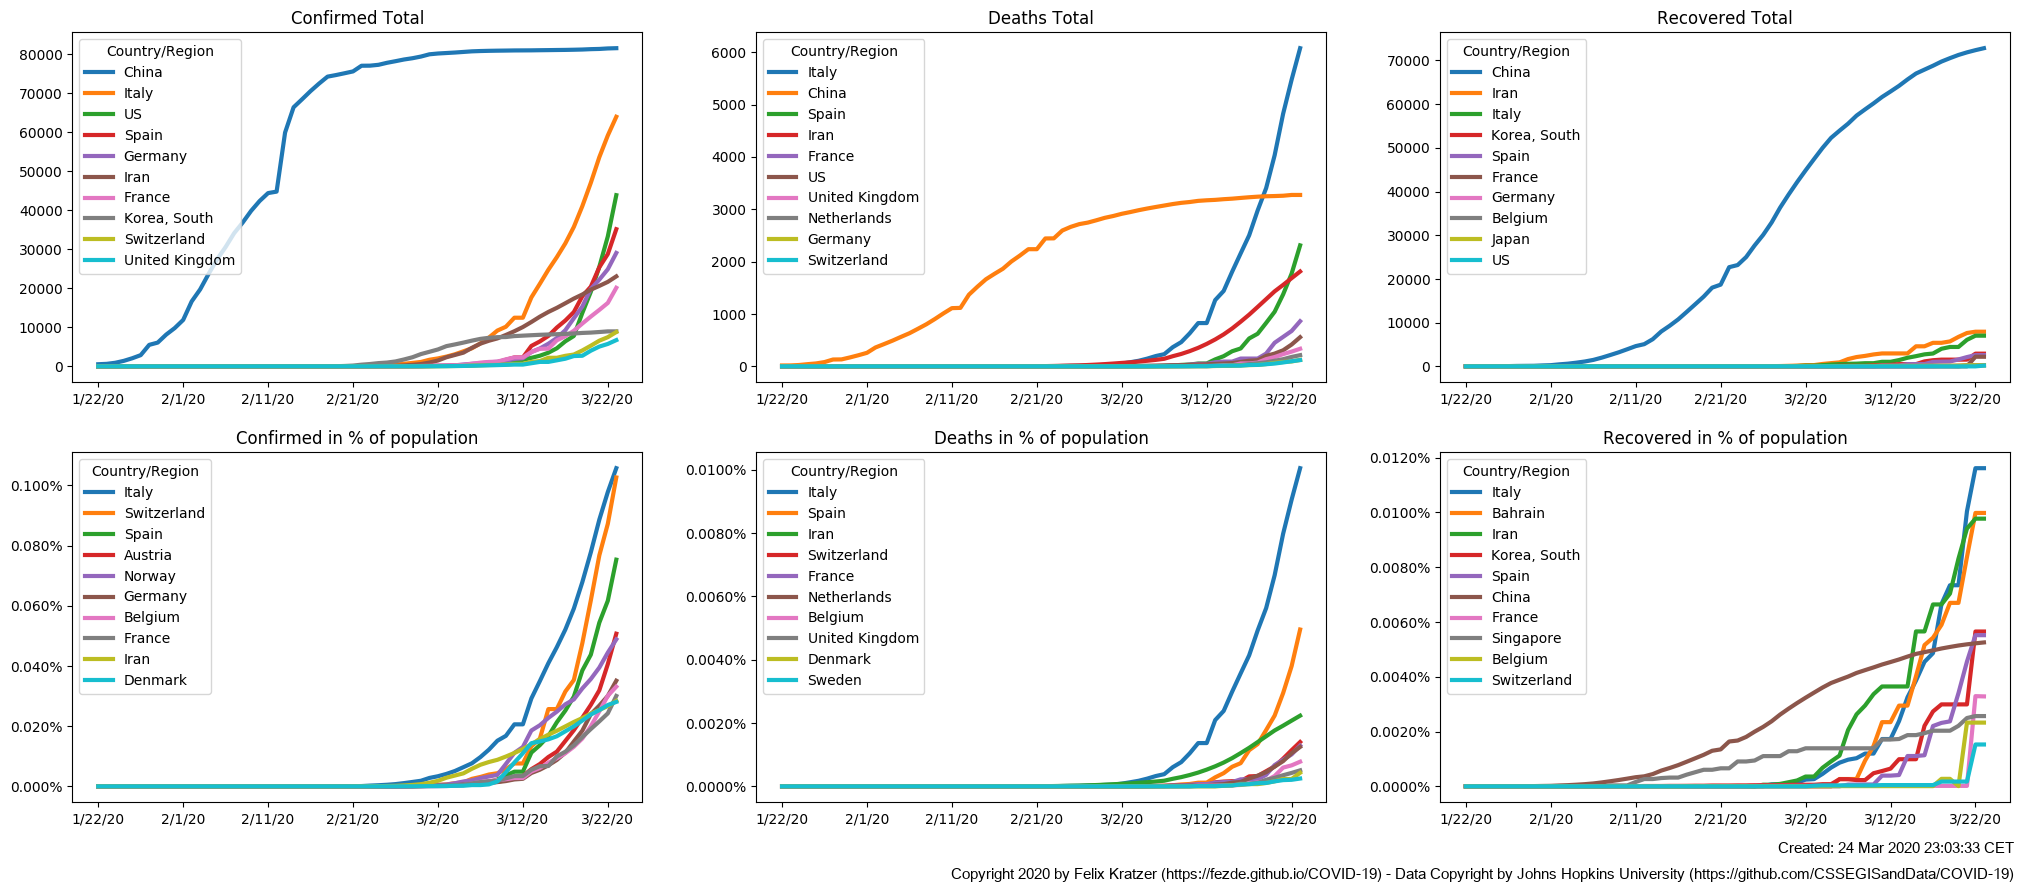 Confirmed Total
Country/Region
China
Italy
US
Spain
Germany
Iran
France
Korea, South
Switzerland
United Kingdom
80000
70000
60000
50000
40000
30000
20000
10000
0
1/22/20 2/1/20 2/11/20 2/21/20 3/2/20 3/12/20 3/22/20
Deaths Total
Country/Region
Italy
China
Spain
Iran
France
US
United Kingdom
Netherlands
Germany
Switzerland
6000
5000
4000
3000
2000
1000
0
1/22/20 2/1/20 2/11/20 2/21/20 3/2/20 3/12/20 3/22/20
Recovered Total
Country/Region
China
Iran
Italy
Korea, South
Spain
France
Germany
Belgium
Japan
US
70000
60000
50000
40000
30000
20000
10000
0
1/22/20 2/1/20 2/11/20 2/21/20 3/2/20 3/12/20 3/22/20
Confirmed in % of population
Country/Region
Italy
Switzerland
Spain
Austria
Norway
Germany
Belgium
France
Iran
Denmark
0.100%
0.080%
0.060%
0.040%
0.020%
0.000%
1/22/20 2/1/20 2/11/20 2/21/20 3/2/20 3/12/20 3/22/20
Deaths in % of population
Country/Region
Italy
Spain
Iran
Switzerland
France
Netherlands
Belgium
United Kingdom
Denmark
Sweden
0.0100%
0.0080%
0.0060%
0.0040%
0.0020%
0.0000%
1/22/20 2/1/20 2/11/20 2/21/20 3/2/20 3/12/20 3/22/20
Recovered in % of population
Country/Region
Italy
Bahrain
Iran
Korea, South
Spain
China
France
Singapore
Belgium
Switzerland
0.0120%
0.0100%
0.0080%
0.0060%
0.0040%
0.0020%
0.0000%
1/22/20 2/1/20 2/11/20 2/21/20 3/2/20 3/12/20 3/22/20
Created: 24 Mar 2020 23:03:33 CET
Copyright 2020 by Felix Kratzer (https://fezde.github.io/COVID-19) - Data Copyright by Johns Hopkins University (https://github.com/CSSEGISandData/COVID-19)